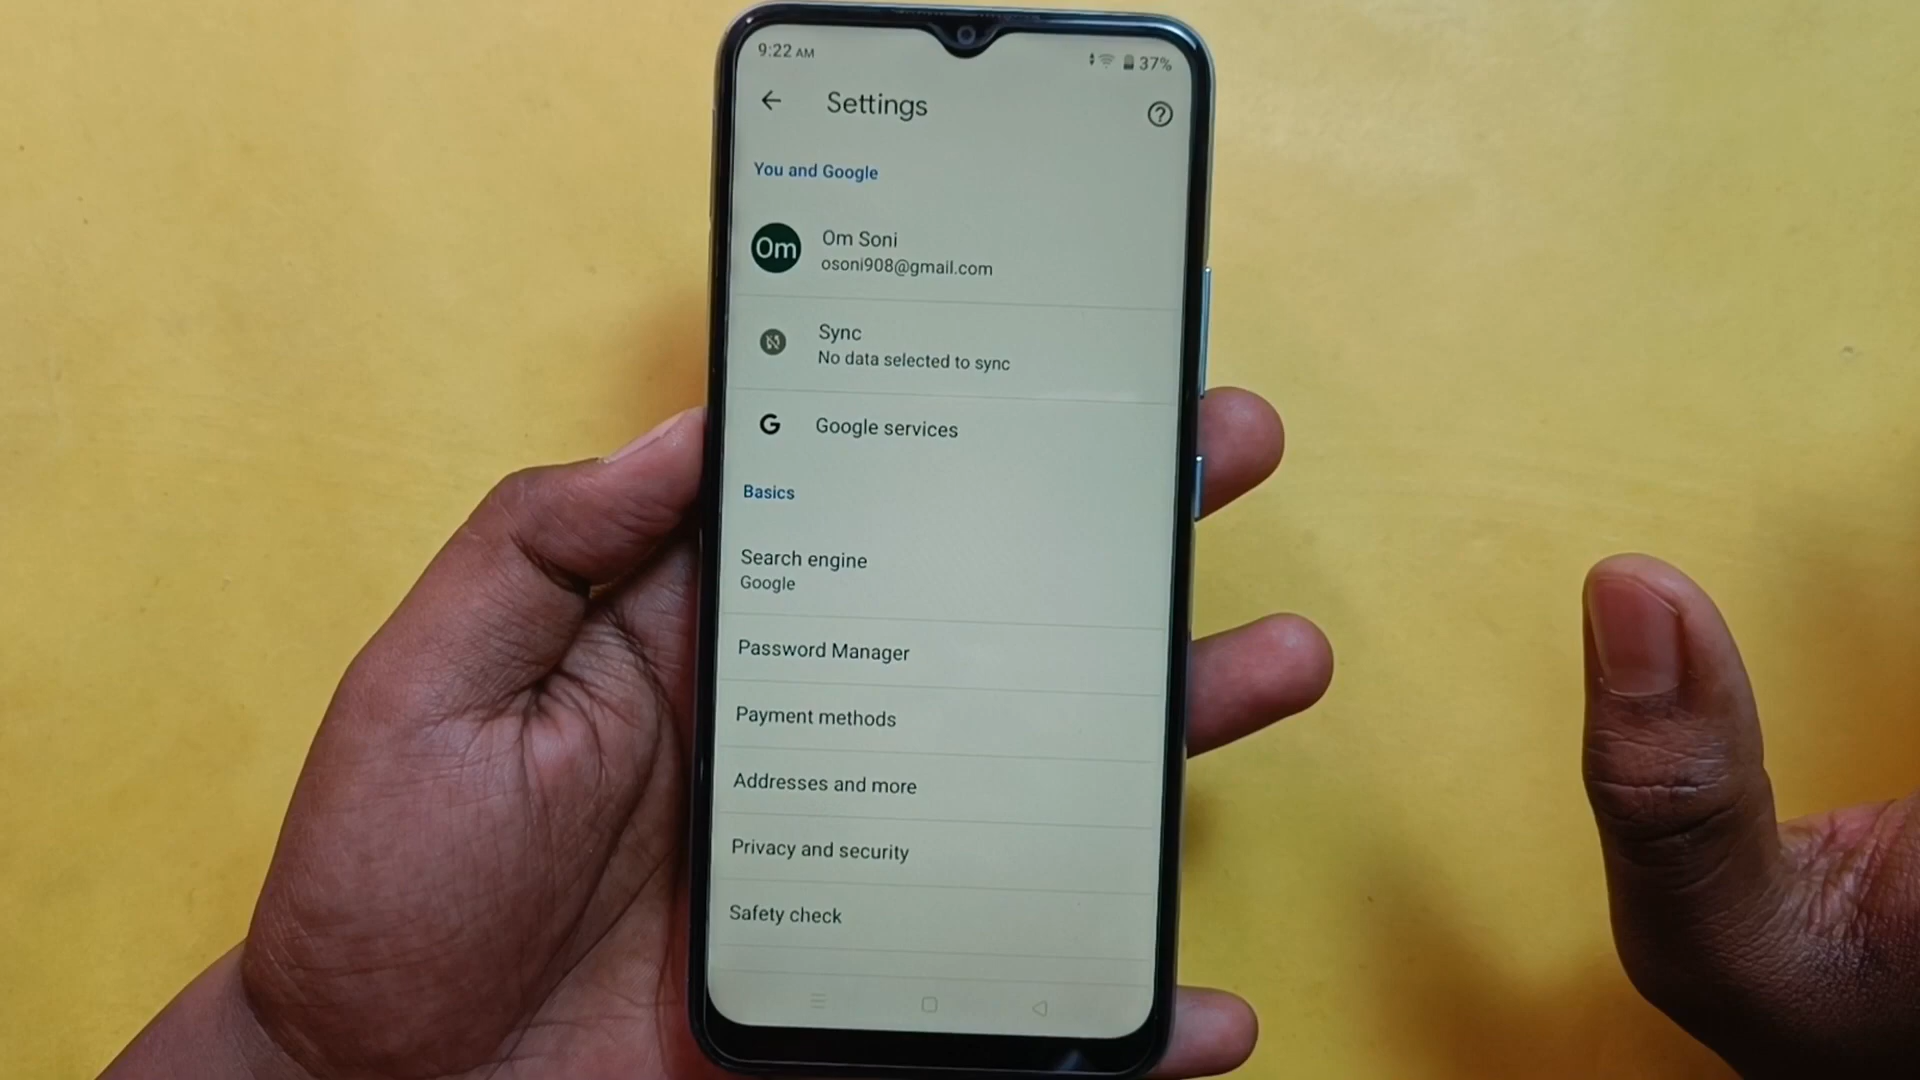 9:22 AM
37%
Settings
You and Google
Om
Om Soni
osoni908@gmail.com
Sync
No data selected to sync
G
Google services
Basics
Search engine
Google
Password Manager
Payment methods
Addresses and more
Privacy and security
Safety check